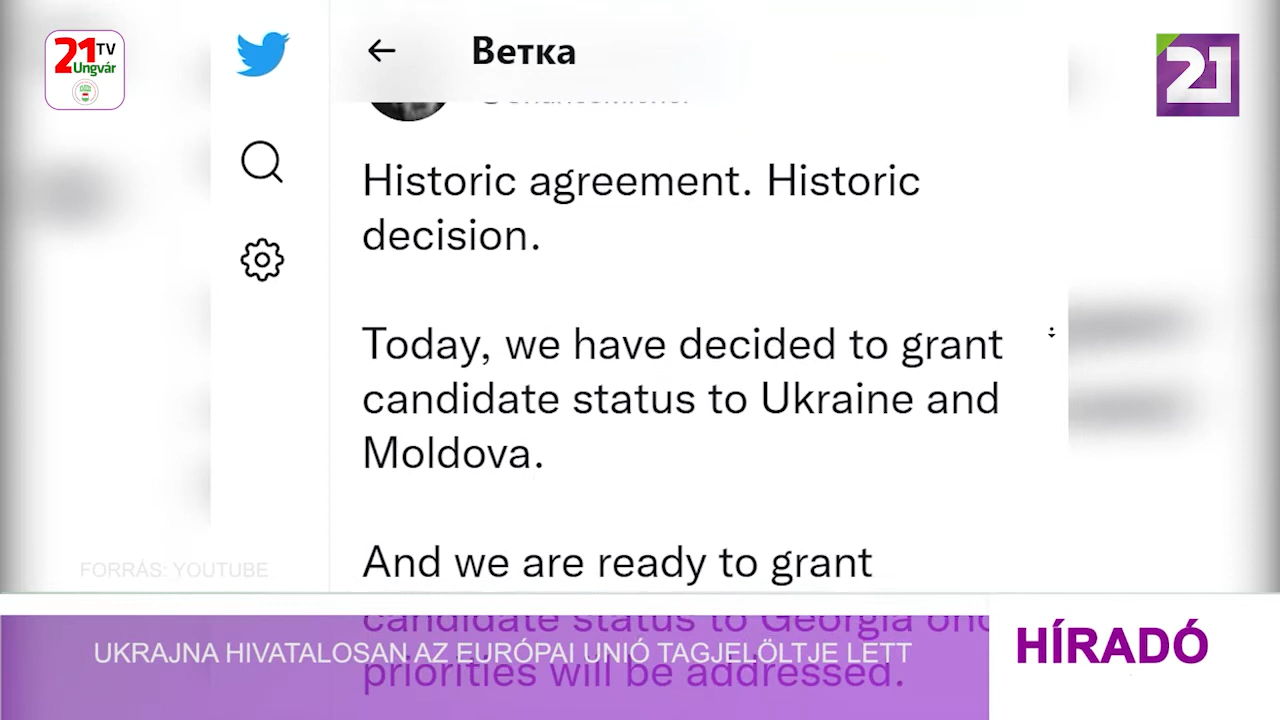 21 TV
Ungvár
21
Ветка
Historic agreement. Historic
decision.
Today, we have decided to grant
candidate status to Ukraine and
Moldova.
And we are ready to grant
candidate status to Georgia once
priorities will be addressed.
FORRÁS: YOUTUBE
UKRAJNA HIVATALOSAN AZ EURÓPAI UNIÓ TAGJELÖLTJE LETT
HÍRADÓ